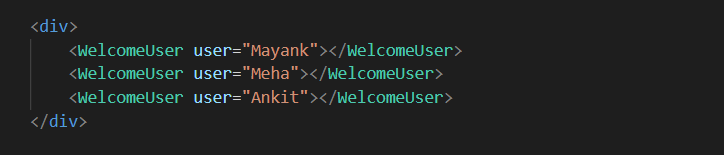 <div>
<WelcomeUser user="Mayank"></WelcomeUser>
<WelcomeUser user="Meha"></WelcomeUser>
<WelcomeUser user="Ankit"></WelcomeUser>
</div>